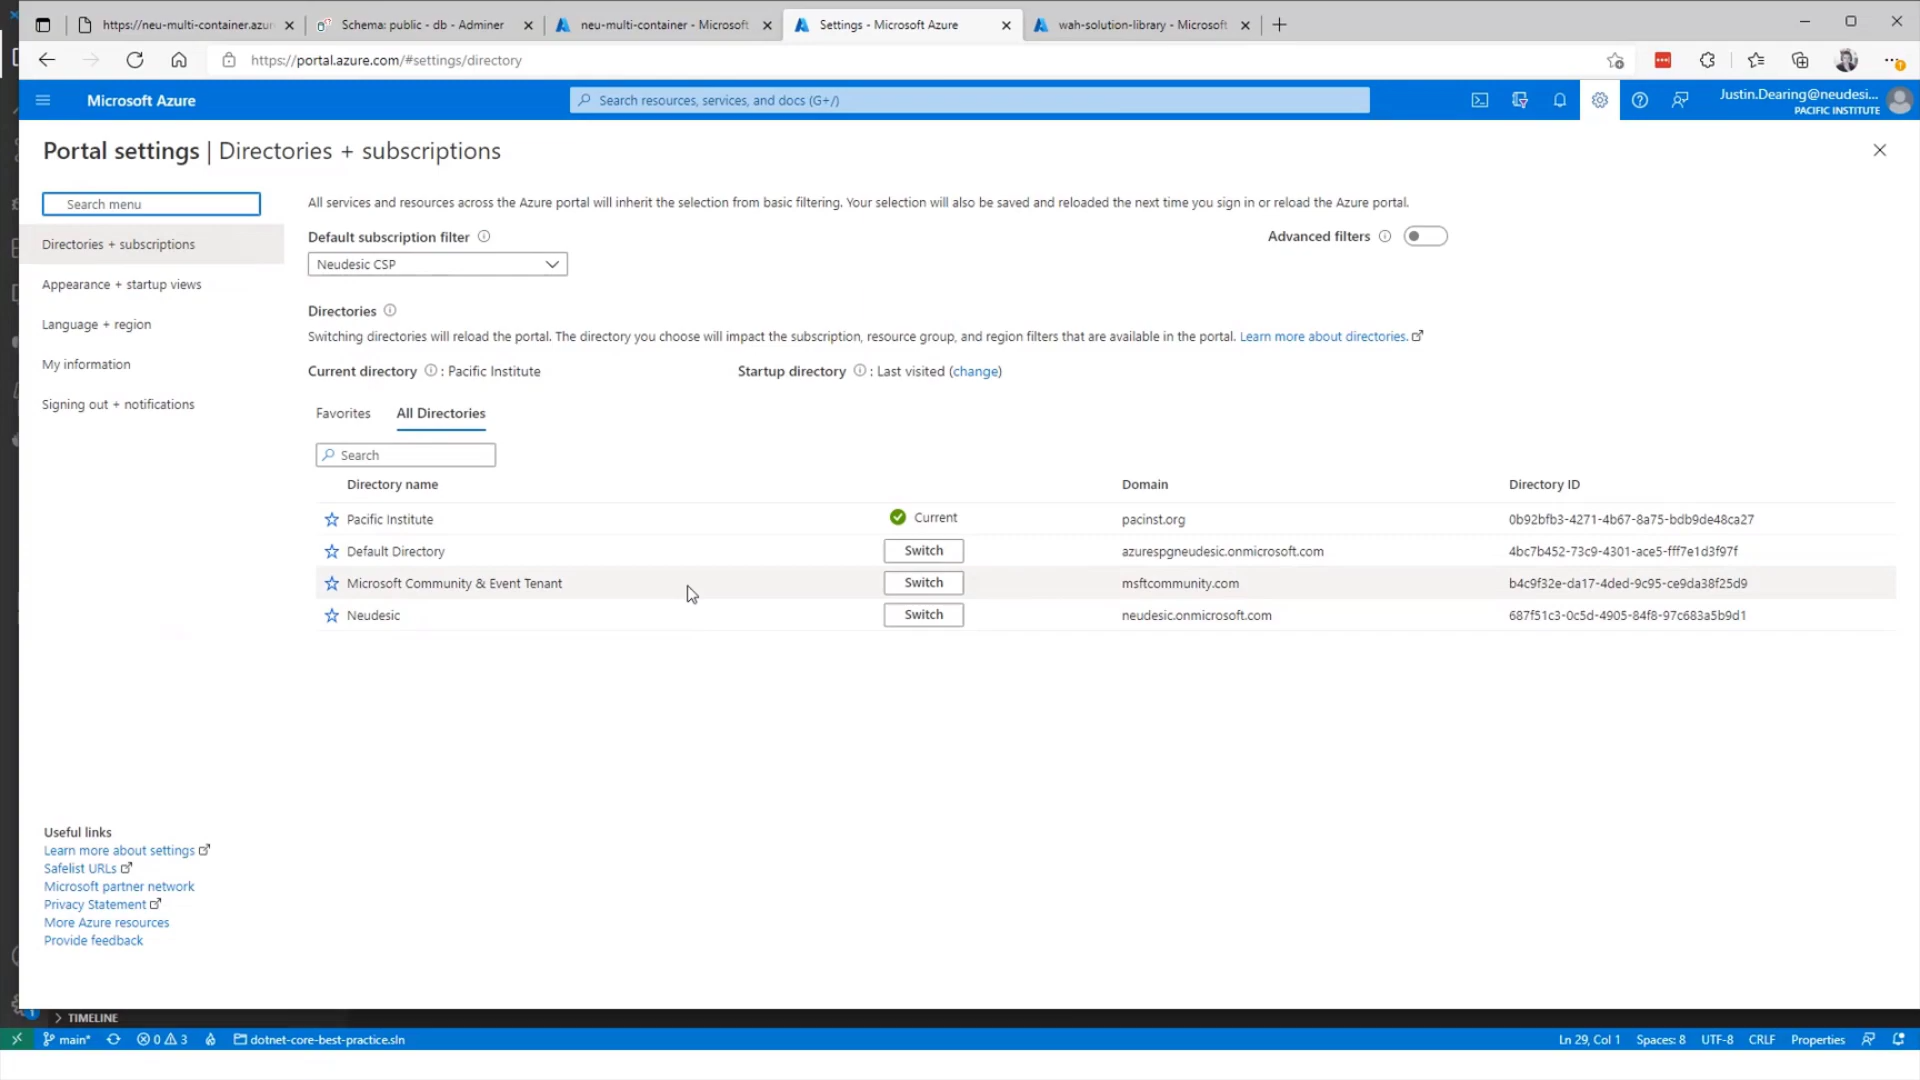 https://neu-multi-container.azur
Schema: public - db - Adminer
neu-multi-container - Microsoft
Settings - Microsoft Azure
wah-solution-library - Microsoft
https://portal.azure.com/#settings/directory
Microsoft Azure
Search resources, services, and docs (G+/)
Justin.Dearing@neudesi...
PACIFIC INSTITUTE
Portal settings | Directories + subscriptions
Search menu
Directories + subscriptions
Appearance + startup views
Language + region
My information
Signing out + notifications
All services and resources across the Azure portal will inherit the selection from basic filtering. Your selection will also be saved and reloaded the next time you sign in or reload the Azure portal.
Default subscription filter
Advanced filters
Neudesic CSP
Directories
Switching directories will reload the portal. The directory you choose will impact the subscription, resource group, and region filters that are available in the portal. Learn more about directories.
Current directory : Pacific Institute
Startup directory : Last visited (change)
Favorites
All Directories
Search
Directory name Domain Directory ID
Pacific Institute Current pacinst.org 0b92bfb3-4271-4b67-8a75-bdb9de48ca27
Default Directory Switch azurespgneudesic.onmicrosoft.com 4bc7b452-73c9-4301-ace5-fff7e1d3f97f
Microsoft Community & Event Tenant Switch msftcommunity.com b4c9f32e-da17-4ded-9c95-ce9da38f25d9
Neudesic Switch neudesic.onmicrosoft.com 687f51c3-0c5d-4905-84f8-97c683a5b9d1
Useful links
Learn more about settings
Safelist URLs
Microsoft partner network
Privacy Statement
More Azure resources
Provide feedback
1
TIMELINE
main*
0
3
dotnet-core-best-practice.sln
Ln 29, Col 1
Spaces: 8
UTF-8
CRLF
Properties